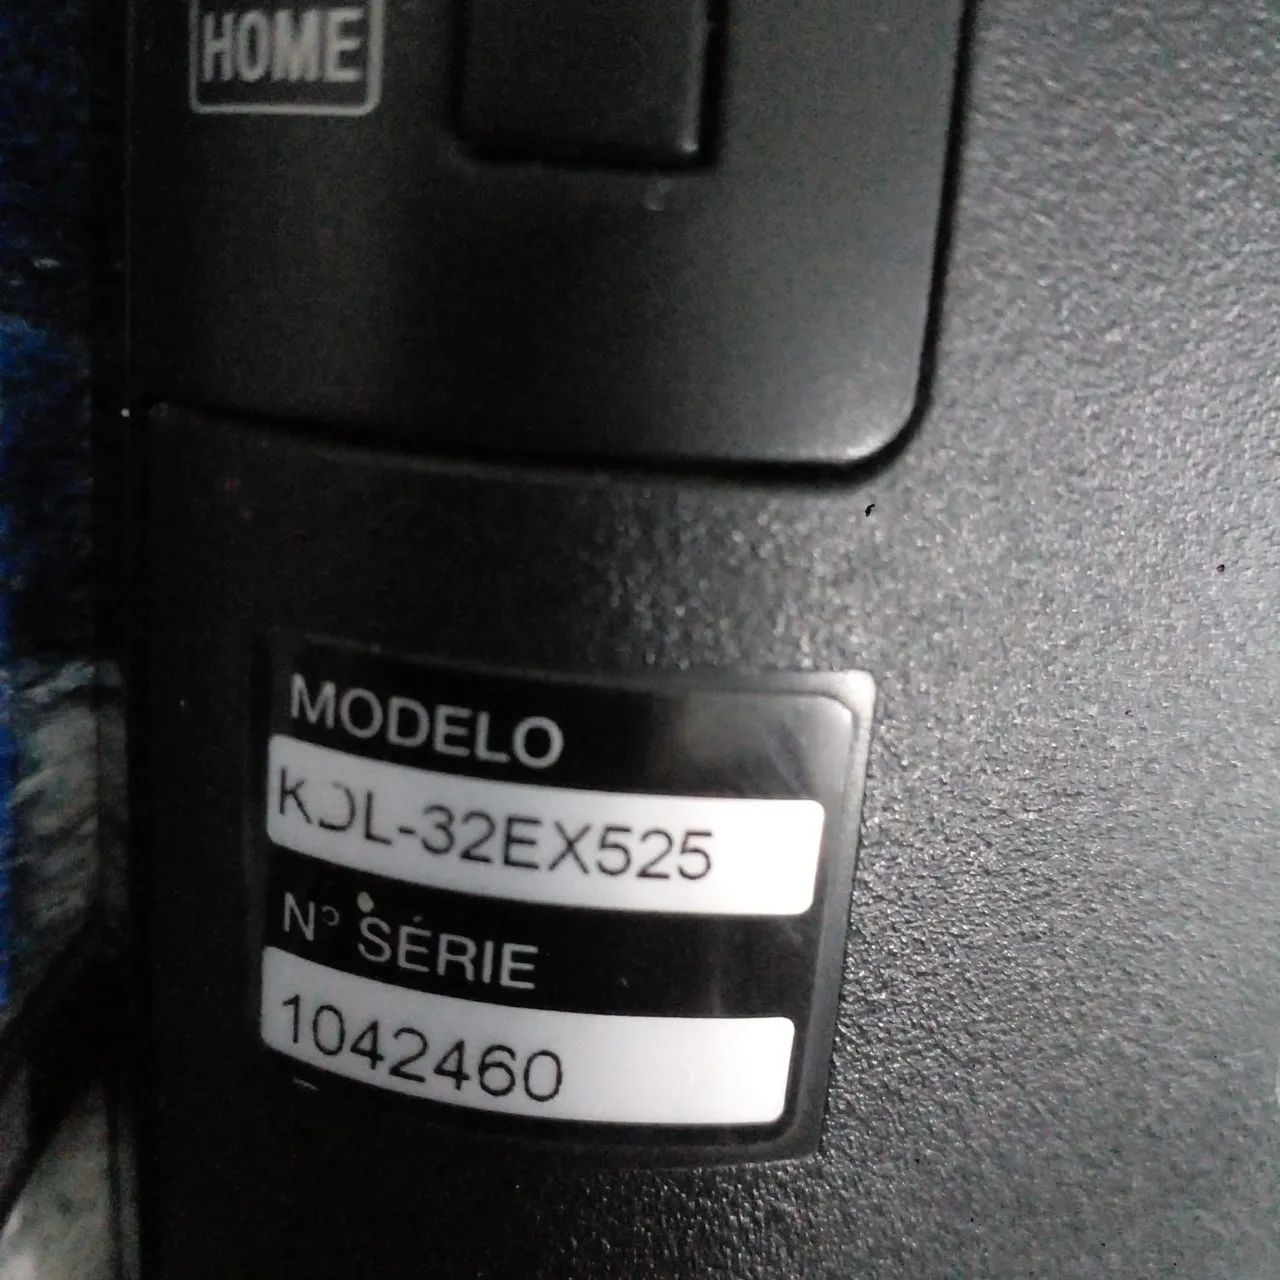 HOME
MODELO
KDL-32EX525
Nº SÉRIE
1042460